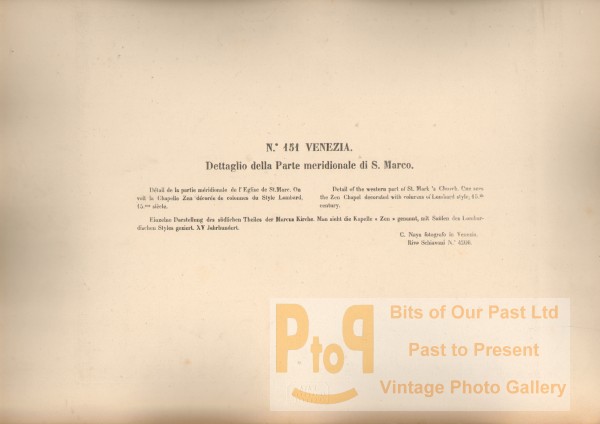 N.° 151 VENEZIA.
Dettaglio della Parte meridionale di S. Marco.
Détail de la partie méridionale de l'Eglise de St.Marc. On
voit la Chapelle Zen décorée de colonnes du Style Lombard,
15.me siècle.
Detail of the western part of St. Mark's Church. One sees
the Zen Chapel decorated with columns of Lombard style, 15.th
century.
Einzelne Darstellung des südlichen Theiles der Marcus Kirche. Man sieht die Kapelle « Zen » genannt, mit Säulen des Lombar-
dischen Styles geziert. XV Jahrhundert.
C. Naya fotografo in Venezia.
Riva Schiavoni N.°
PtoP
Bits of Our Past Ltd
Past to Present
Vintage Photo Gallery